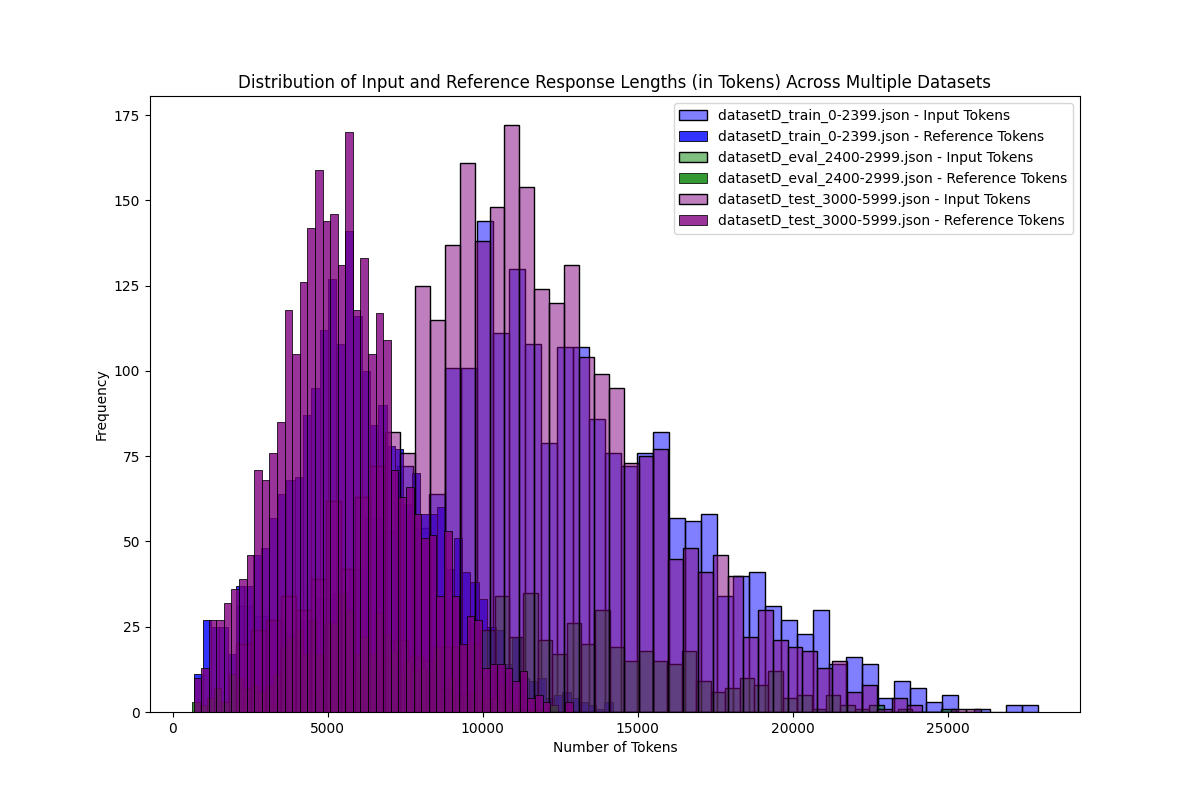 Distribution of Input and Reference Response Lengths (in Tokens) Across Multiple Datasets
175
150
125
100
75
50
25
0
Frequency
datasetD_train_0-2399.json - Input Tokens
datasetD_train_0-2399.json - Reference Tokens
datasetD_eval_2400-2999.json - Input Tokens
datasetD_eval_2400-2999.json - Reference Tokens
datasetD_test_3000-5999.json - Input Tokens
datasetD_test_3000-5999.json - Reference Tokens
0 5000 10000 15000 20000 25000
Number of Tokens